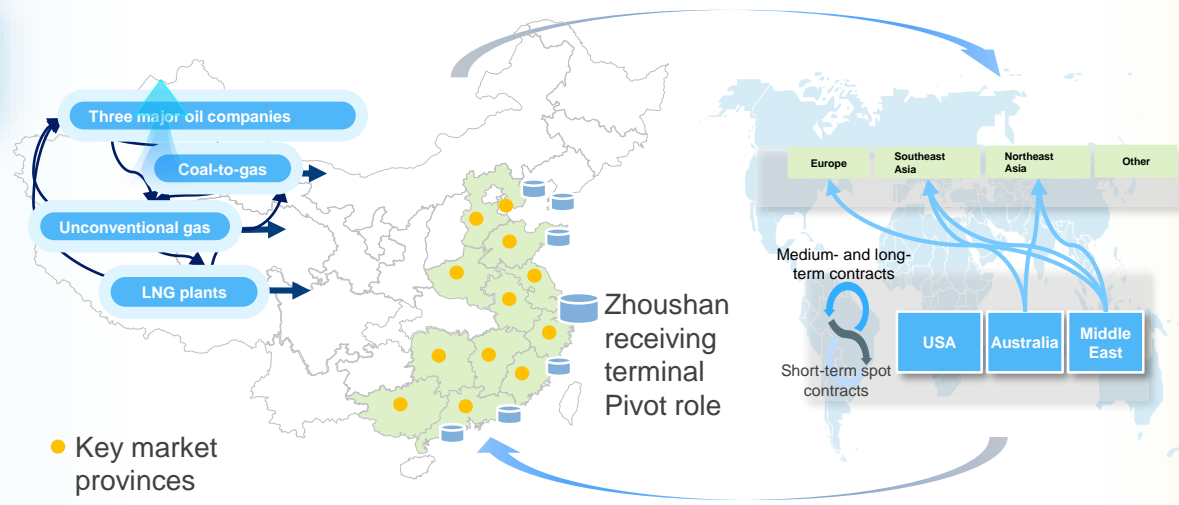 Three major oil companies
Coal-to-gas
Unconventional gas
LNG plants
Zhoushan
receiving
terminal
Pivot role
Key market
provinces
Europe
Southeast
Asia
Northeast
Asia
Other
Medium- and long-
term contracts
Short-term spot
contracts
USA
Australia
Middle
East